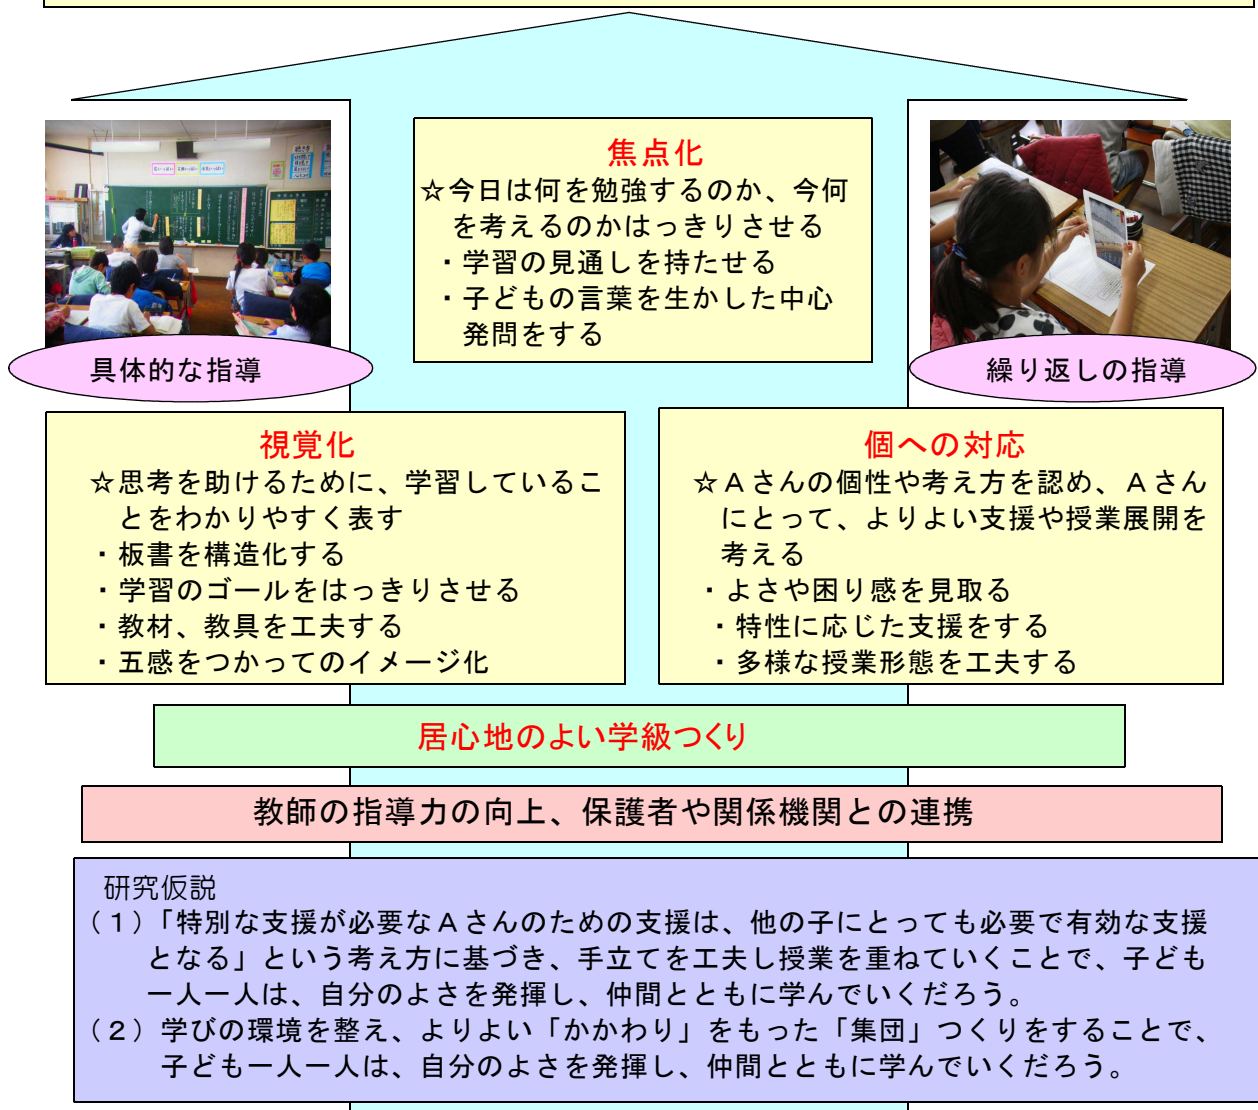 焦点化
☆今日は何を勉強するのか、今何
を考えるのかはっきりさせる
・学習の見通しを持たせる
・子どもの言葉を生かした中心
発問をする
具体的な指導
繰り返しの指導
視覚化
☆思考を助けるために、学習しているこ
とをわかりやすく表す
・板書を構造化する
・学習のゴールをはっきりさせる
・教材、教具を工夫する
・五感をつかってのイメージ化
個への対応
☆Ａさんの個性や考え方を認め、Ａさん
にとって、よりよい支援や授業展開を
考える
・よさや困り感を見取る
・特性に応じた支援をする
・多様な授業形態を工夫する
居心地のよい学級つくり
教師の指導力の向上、保護者や関係機関との連携
研究仮説
（１）「特別な支援が必要なＡさんのための支援は、他の子にとっても必要で有効な支援
となる」という考え方に基づき、手立てを工夫し授業を重ねていくことで、子ども
一人一人は、自分のよさを発揮し、仲間とともに学んでいくだろう。
（２）学びの環境を整え、よりよい「かかわり」をもった「集団」つくりをすることで、
子ども一人一人は、自分のよさを発揮し、仲間とともに学んでいくだろう。